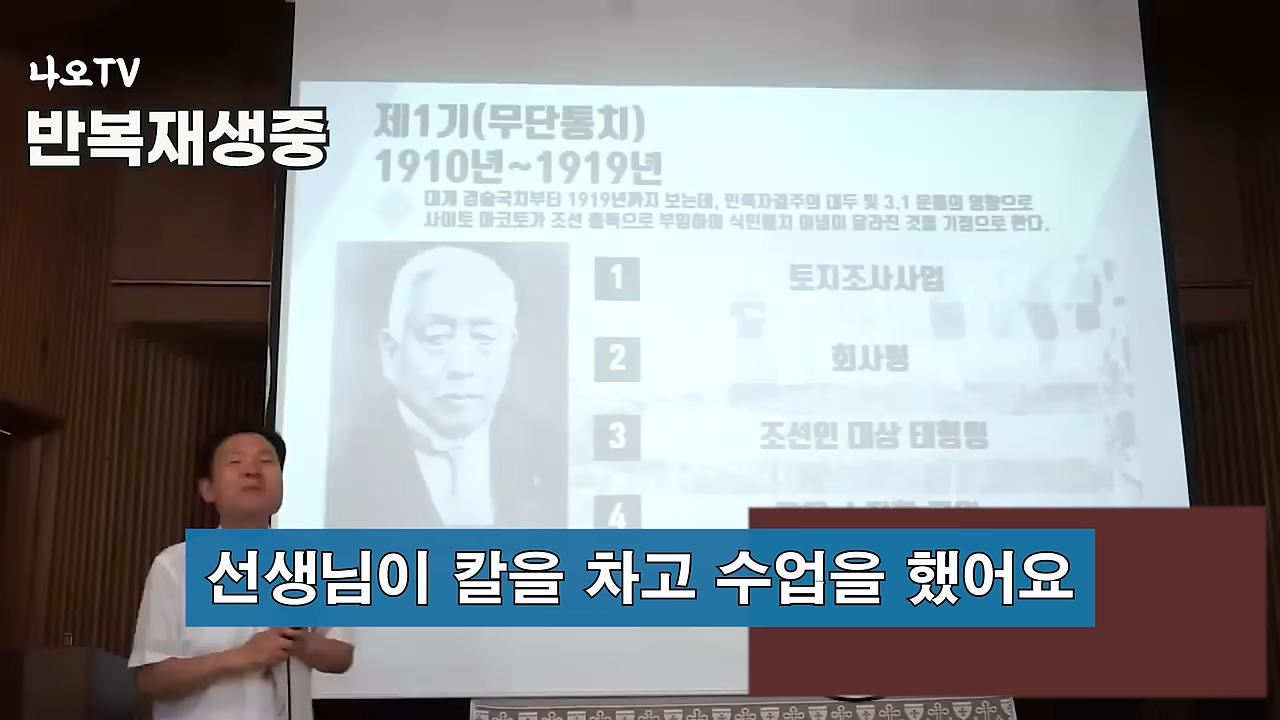 나오TV
반복재생중
제1기(무단통치)
1910년~1919년
대개 경술국치부터 1919년까지 보는데, 민족자결주의 대두 및 3.1 운동의 영향으로
사이토 마코토가 조선 총독으로 부임하며 식민통치 이념이 달라진 것을 기점으로 한다.
1 토지조사사업
2 회사령
3 조선인 대상 태형령
4
선생님이 칼을 차고 수업을 했어요